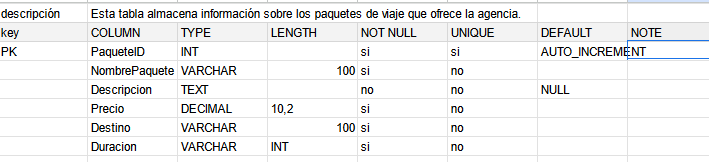 descripción Esta tabla almacena información sobre los paquetes de viaje que ofrece la agencia.
key COLUMN TYPE LENGTH NOT NULL UNIQUE DEFAULT NOTE
PK PaqueteID INT si si AUTO_INCREMENT
NombrePaquete VARCHAR 100 si no
Descripcion TEXT no no NULL
Precio DECIMAL 10,2 si no
Destino VARCHAR 100 si no
Duracion VARCHAR INT si no